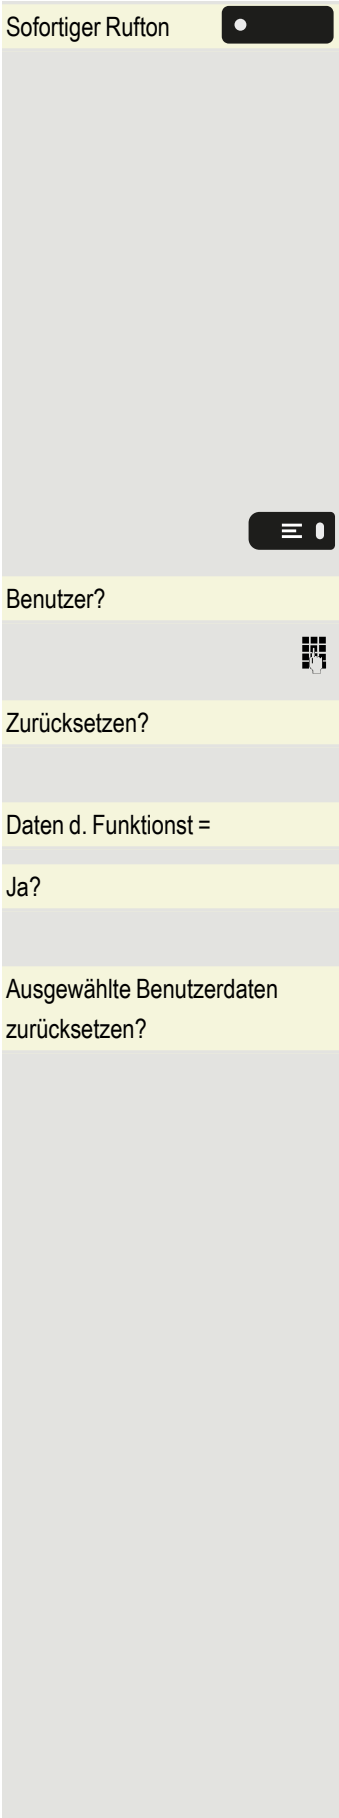 Sofortiger Rufton
Benutzer?
Zurücksetzen?
Daten d. Funktionst =
Ja?
Ausgewählte Benutzerdaten
zurücksetzen?